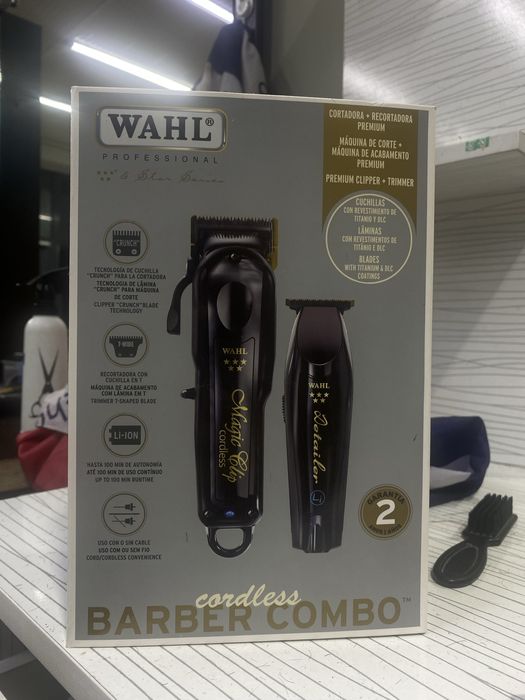 WAHL®
PROFESSIONAL
5 Star Series
CORTADORA + RECORTADORA
PREMIUM
MÁQUINA DE CORTE +
MÁQUINA DE ACABAMENTO
PREMIUM
PREMIUM CLIPPER + TRIMMER
CUCHILLAS
CON REVESTIMIENTO DE
TITANIO Y DLC
LÂMINAS
COM REVESTIMENTOS DE
TITÂNIO E DLC
BLADES
WITH TITANIUM & DLC
COATINGS
"CRUNCH"
TECNOLOGÍA DE CUCHILLA
"CRUNCH" PARA LA CORTADORA
TECNOLOGIA DE LÂMINA
"CRUNCH" PARA MÁQUINA
DE CORTE
CLIPPER "CRUNCH" BLADE
TECHNOLOGY
T-WIDE
RECORTADORA CON
CUCHILLA EN T
MÁQUINA DE ACABAMENTO
COM LÂMINA EM T
TRIMMER T-SHAPED BLADE
LI-ION
HASTA 100 MIN DE AUTONOMÍA
ATÉ 100 MIN DE USO CONTÍNUO
UP TO 100 MIN RUNTIME
USO CON O SIN CABLE
USO COM OU SEM FIO
CORD/CORDLESS CONVENIENCE
WAHL
Magic Clip
cordless
WAHL
Detailer
Li
GARANTIA
2
cordless
BARBER COMBO™